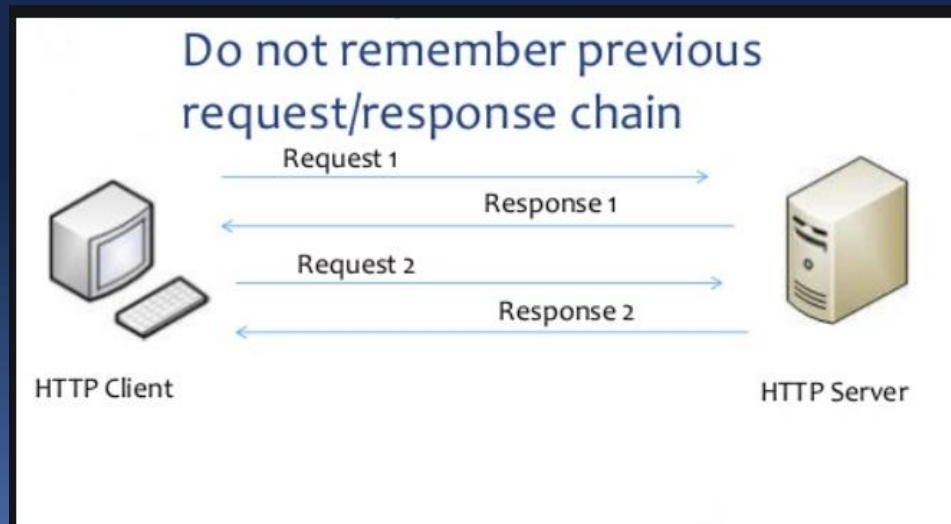 Do not remember previous
request/response chain
Request 1
Response 1
Request 2
Response 2
HTTP Client
HTTP Server